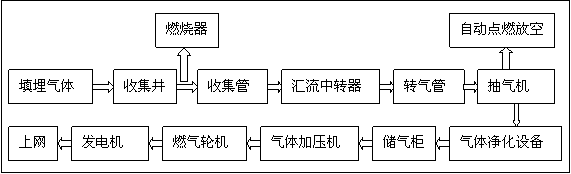 燃烧器
自动点燃放空
填埋气体
收集井
收集管
汇流中转器
转气管
抽气机
上网
发电机
燃气轮机
气体加压机
储气柜
气体净化设备